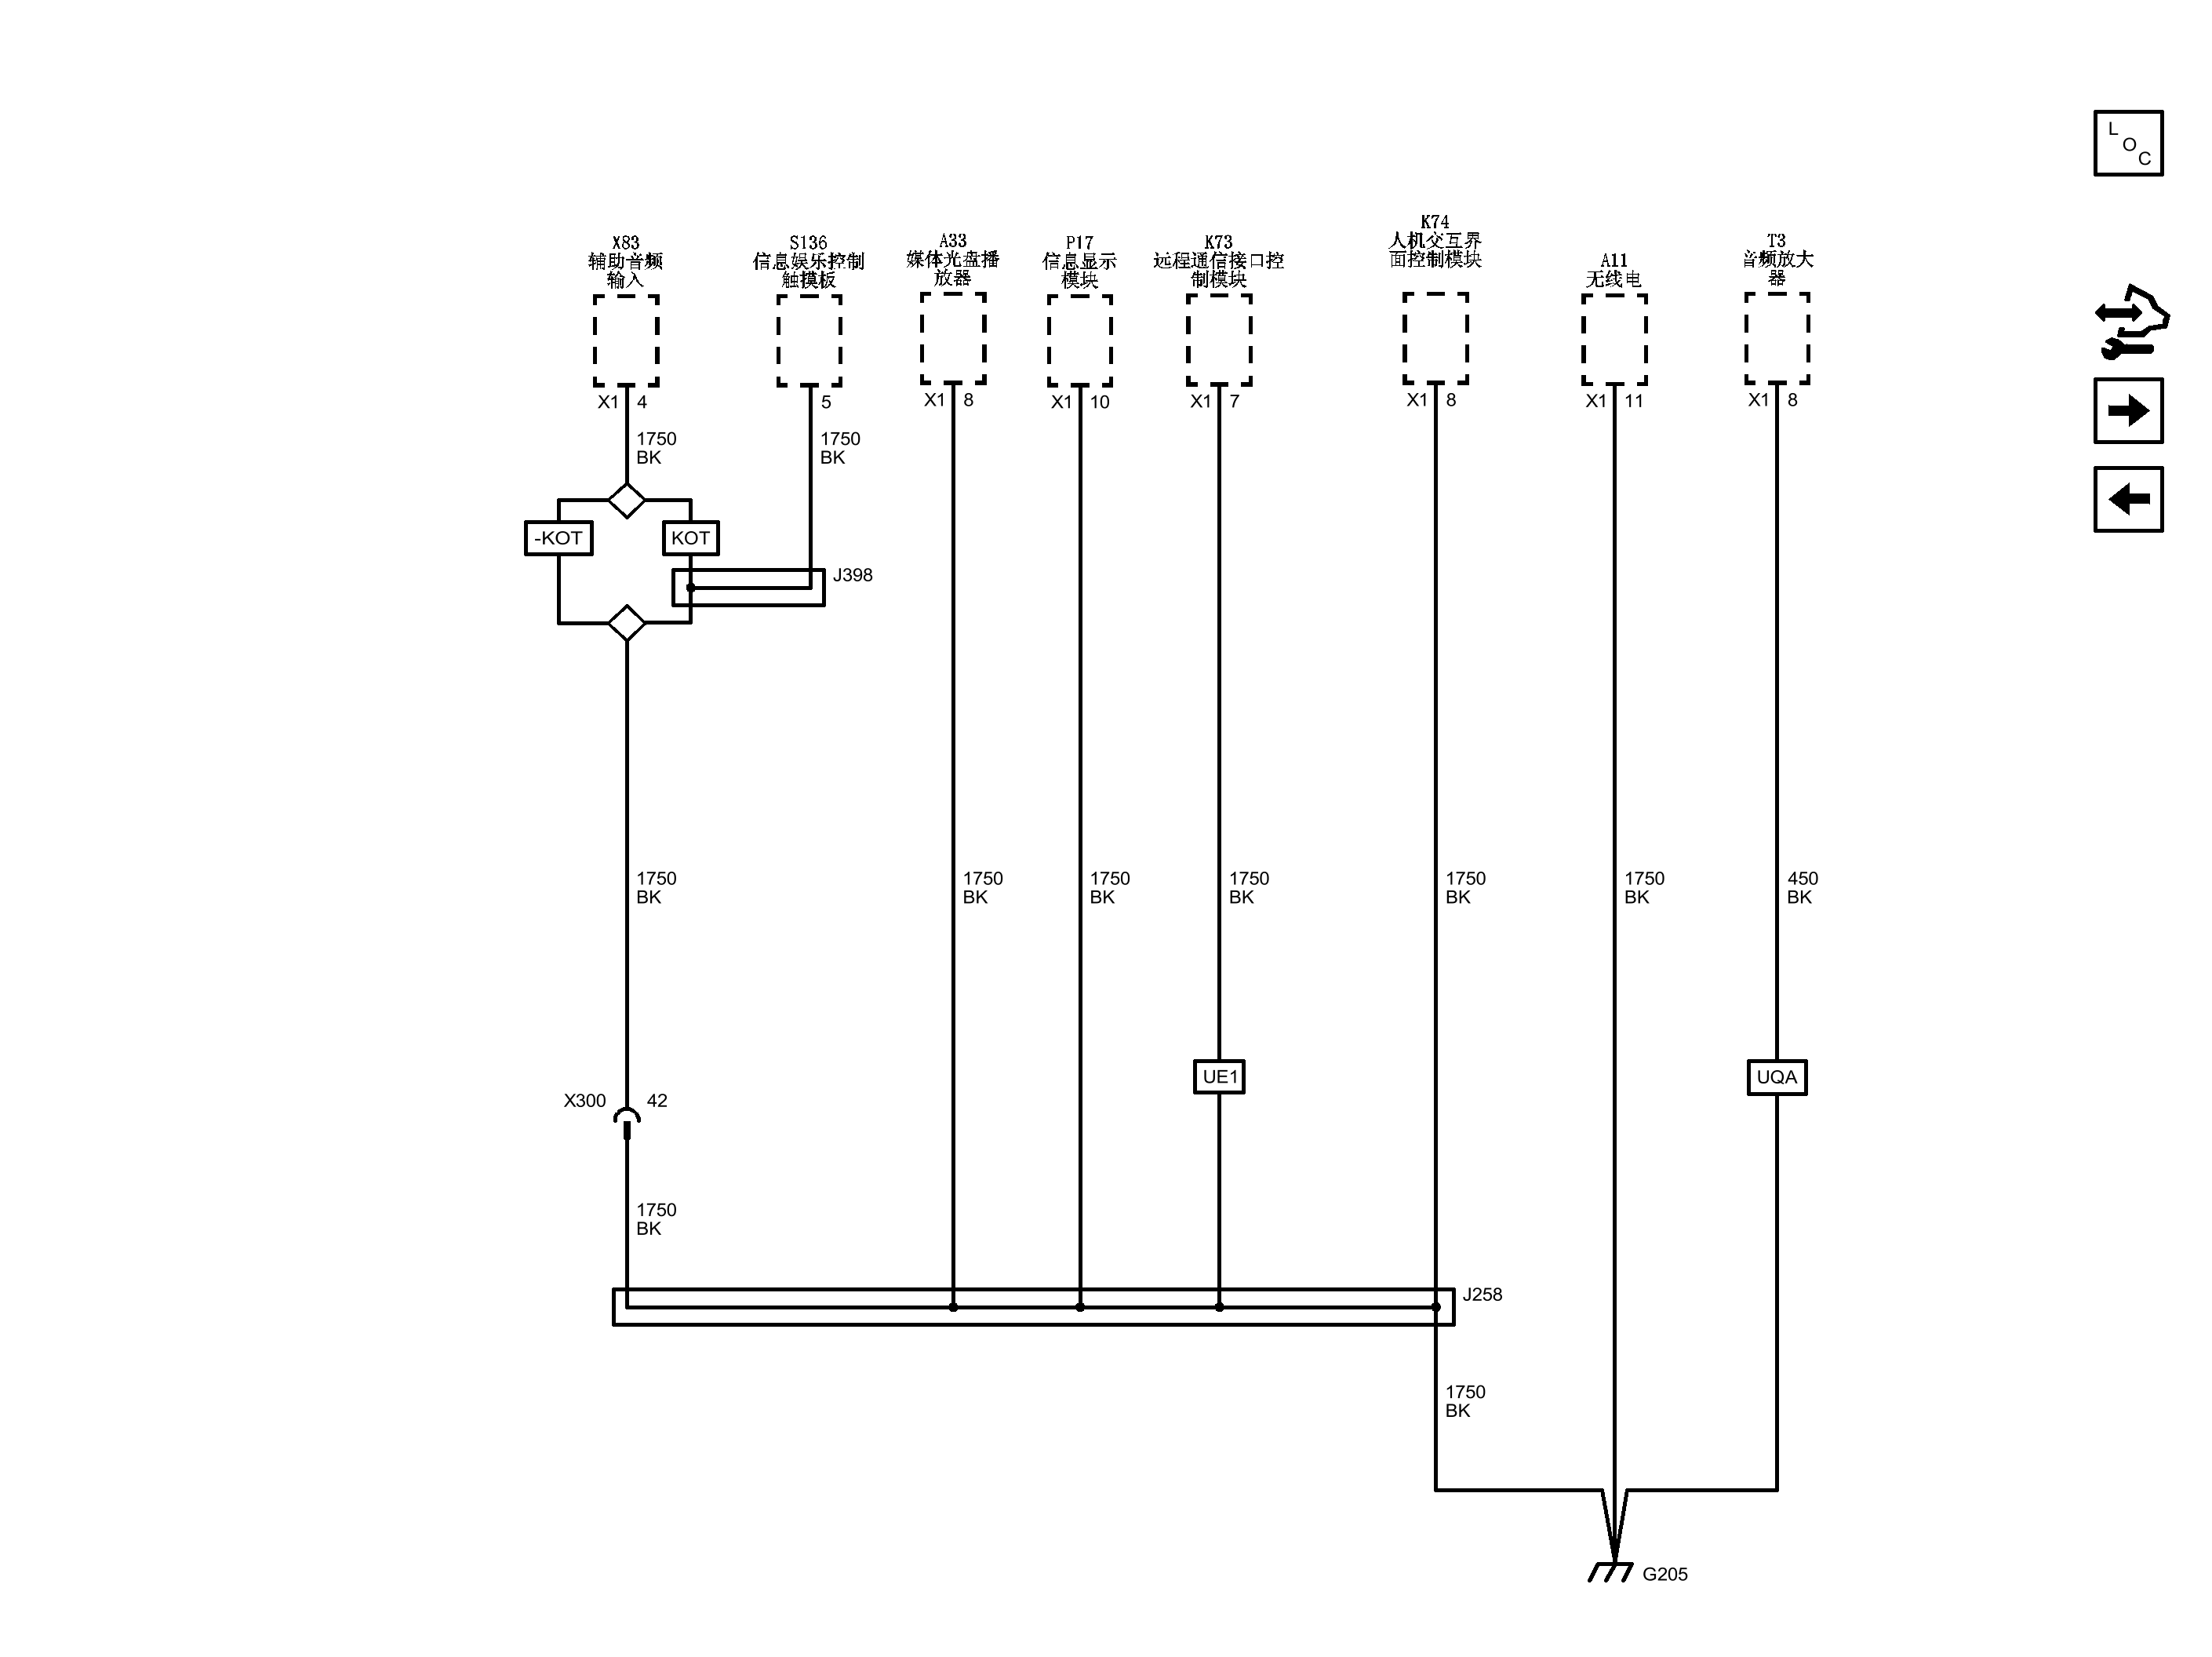 L
O
C
X83
辅助音频
输入
S136
信息娱乐控制
触摸板
A33
媒体光盘播
放器
P17
信息显示
模块
K73
远程通信接口控
制模块
K74
人机交互界
面控制模块
A11
无线电
T3
音频放大
器
X1 4
5
X1 8
X1 10
X1 7
X1 8
X1 11
X1 8
1750
BK
1750
BK
-KOT
KOT
J398
1750
BK
1750
BK
1750
BK
1750
BK
1750
BK
1750
BK
450
BK
UE1
UQA
X300 42
1750
BK
J258
1750
BK
G205